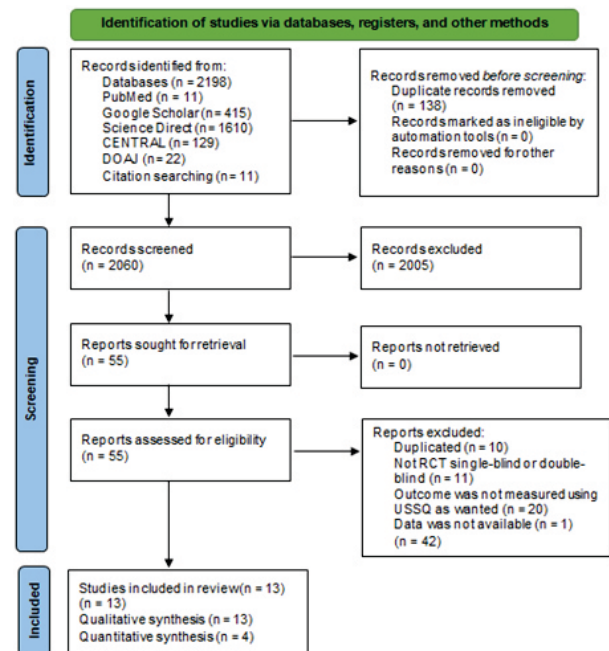 Identification of studies via databases, registers, and other methods
Identification
Records identified from:
Databases (n = 2198)
PubMed (n = 11)
Google Scholar (n = 415)
Science Direct (n = 1610)
CENTRAL (n = 129)
DOAJ (n = 22)
Citation searching (n = 11)
Records removed before screening:
Duplicate records removed
(n = 138)
Records marked as ineligible by
automation tools (n = 0)
Records removed for other
reasons (n = 0)
Screening
Records screened
(n = 2060)
Records excluded
(n = 2005)
Reports sought for retrieval
(n = 55)
Reports not retrieved
(n = 0)
Reports assessed for eligibility
(n = 55)
Reports excluded:
Duplicated (n = 10)
Not RCT single-blind or double-
blind (n = 11)
Outcome was not measured using
USSQ as wanted (n = 20)
Data was not available (n = 1)
(n = 42)
Included
Studies included in review (n = 13)
(n = 13)
Qualitative synthesis (n = 13)
Quantitative synthesis (n = 4)